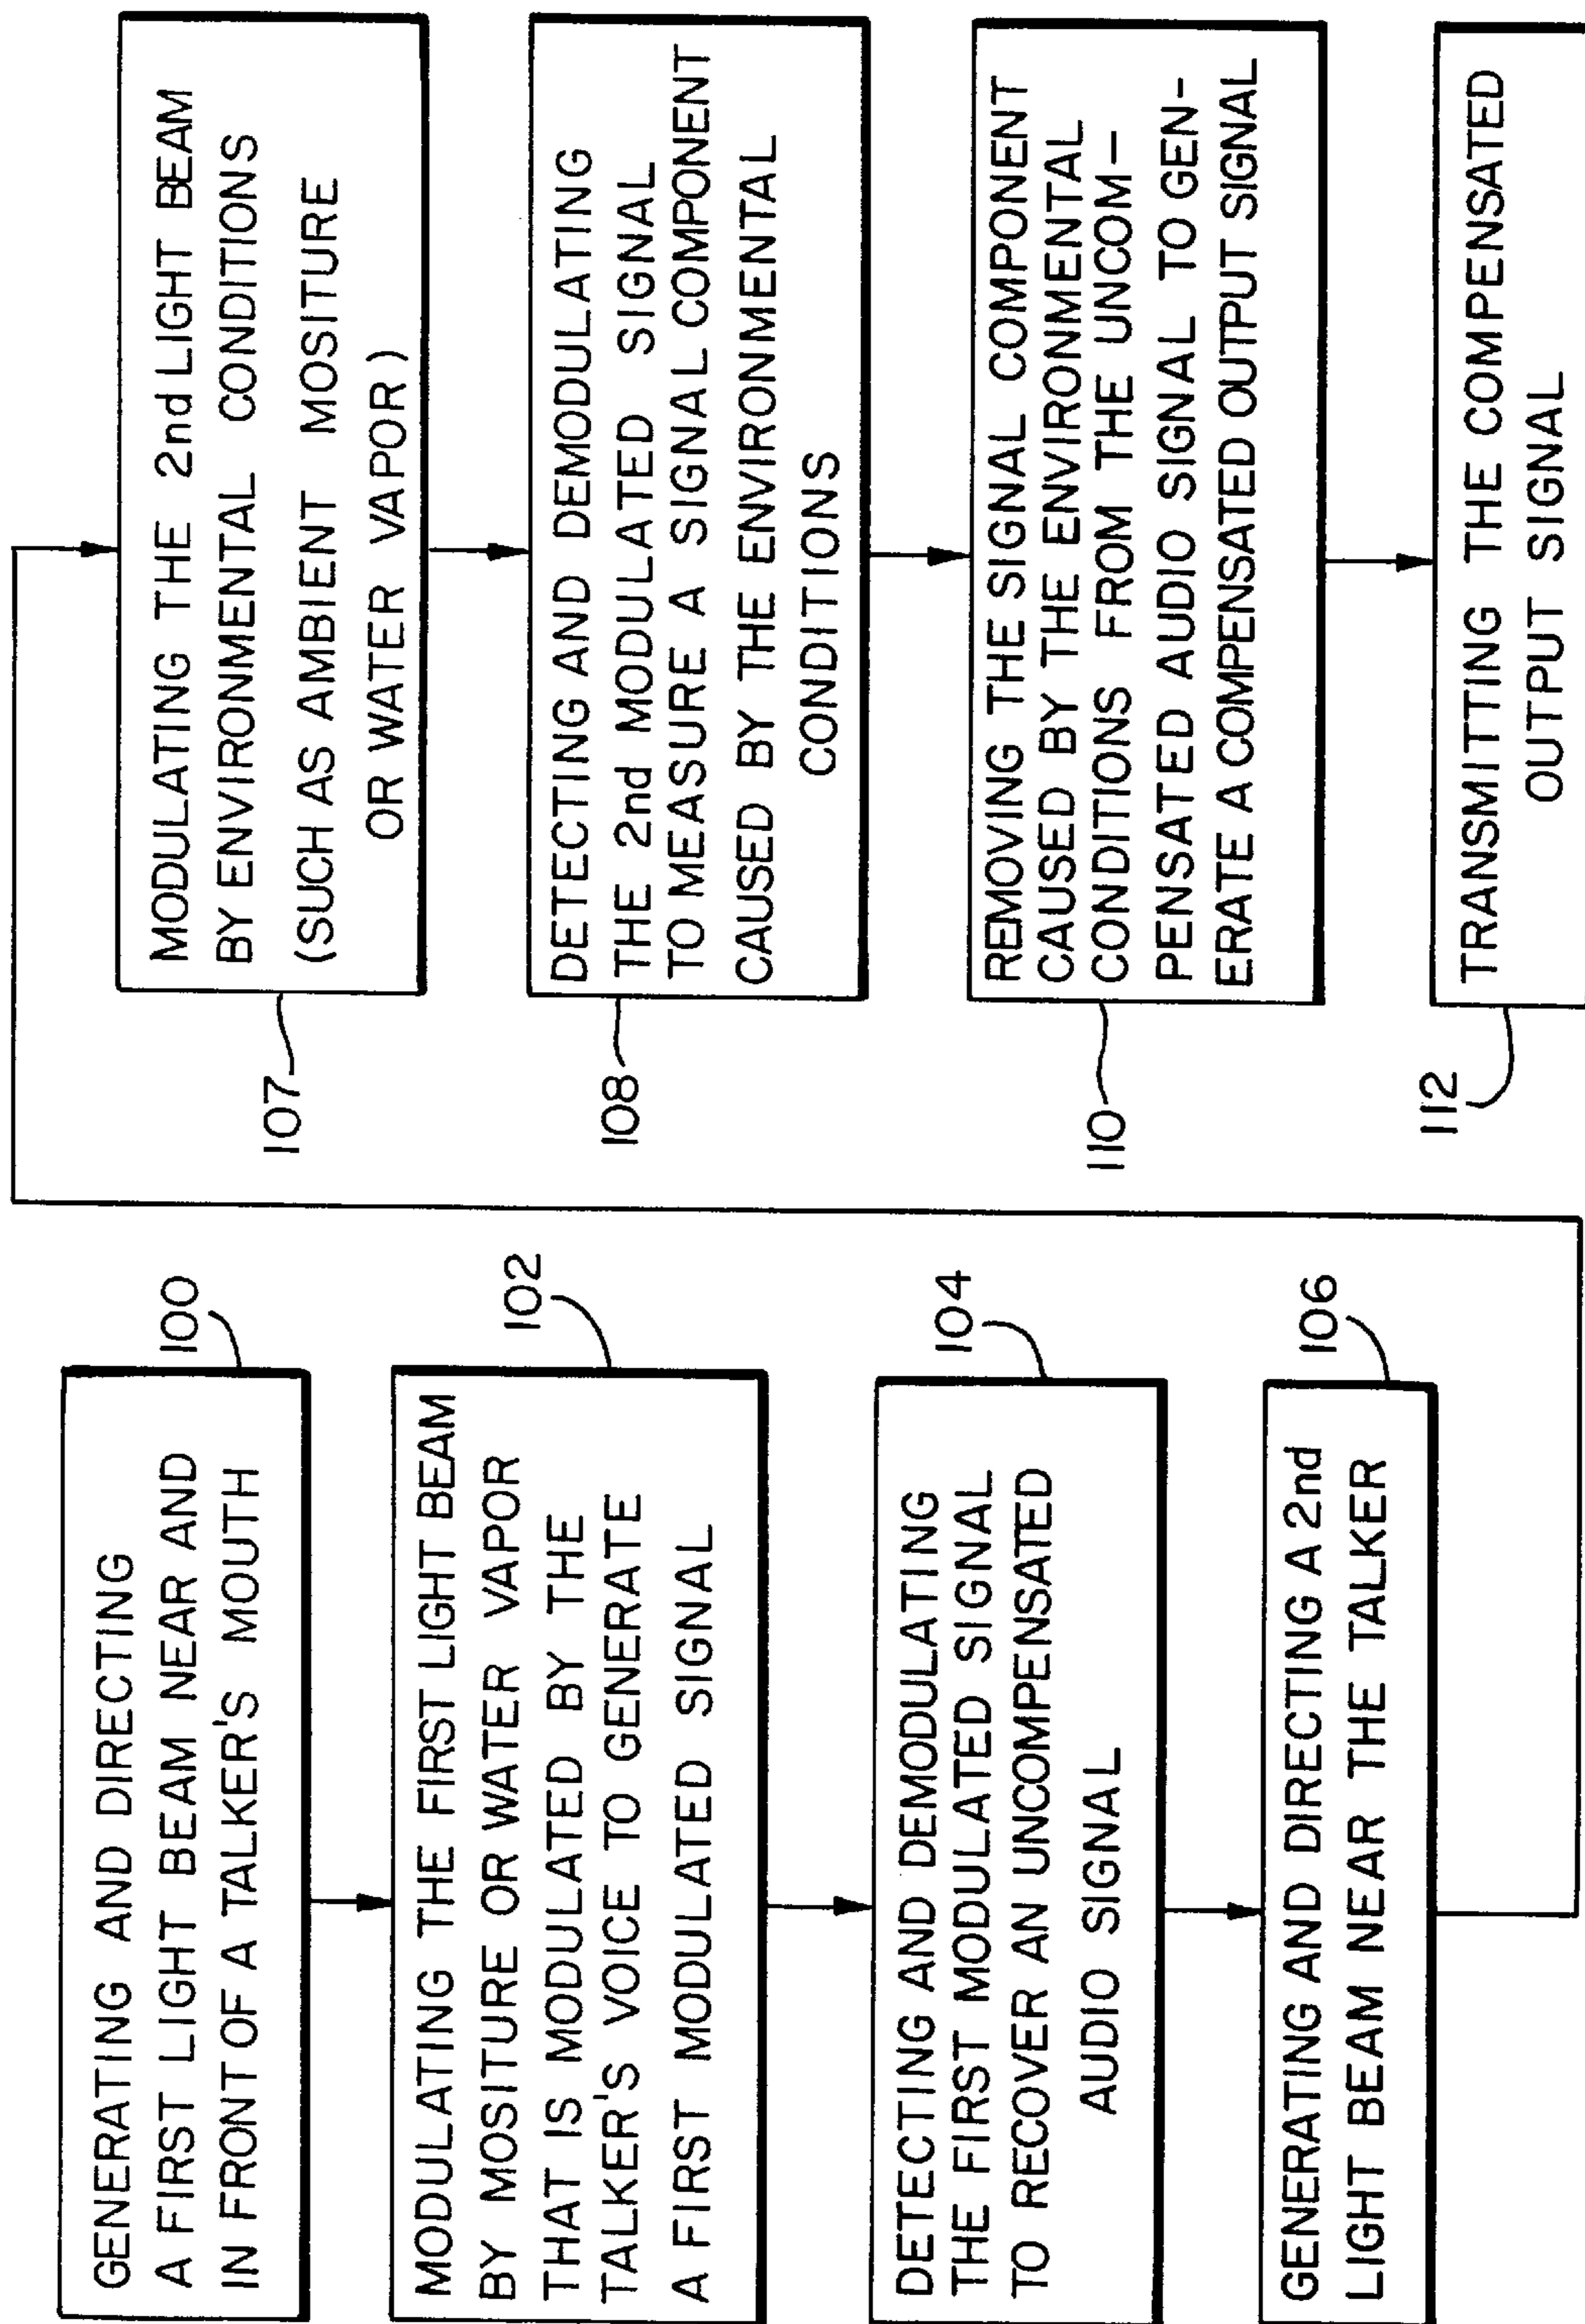 GENERATING AND DIRECTING
A FIRST LIGHT BEAM NEAR AND
IN FRONT OF A TALKER'S MOUTH
100
MODULATING THE FIRST LIGHT BEAM
BY MOSITURE OR WATER VAPOR
THAT IS MODULATED BY THE
TALKER'S VOICE TO GENERATE
A FIRST MODULATED SIGNAL
102
DETECTING AND DEMODULATING
THE FIRST MODULATED SIGNAL
TO RECOVER AN UNCOMPENSATED
AUDIO SIGNAL
104
GENERATING AND DIRECTING A 2nd
LIGHT BEAM NEAR THE TALKER
106
MODULATING THE 2nd LIGHT BEAM
BY ENVIRONMENTAL CONDITIONS
(SUCH AS AMBIENT MOSITURE
OR WATER VAPOR)
107
DETECTING AND DEMODULATING
THE 2nd MODULATED SIGNAL
TO MEASURE A SIGNAL COMPONENT
CAUSED BY THE ENVIRONMENTAL
CONDITIONS
108
REMOVING THE SIGNAL COMPONENT
CAUSED BY THE ENVIRONMENTAL
CONDITIONS FROM THE UNCOM-
PENSATED AUDIO SIGNAL TO GEN-
ERATE A COMPENSATED OUTPUT SIGNAL
110
TRANSMITTING THE COMPENSATED
OUTPUT SIGNAL
112